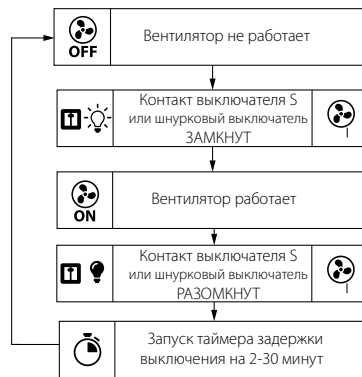 OFF
Вентилятор не работает
Контакт выключателя S
или шнурковый выключатель
ЗАМКНУТ
ON
Вентилятор работает
Контакт выключателя S
или шнурковый выключатель
РАЗОМКНУТ
Запуск таймера задержки
выключения на 2-30 минут